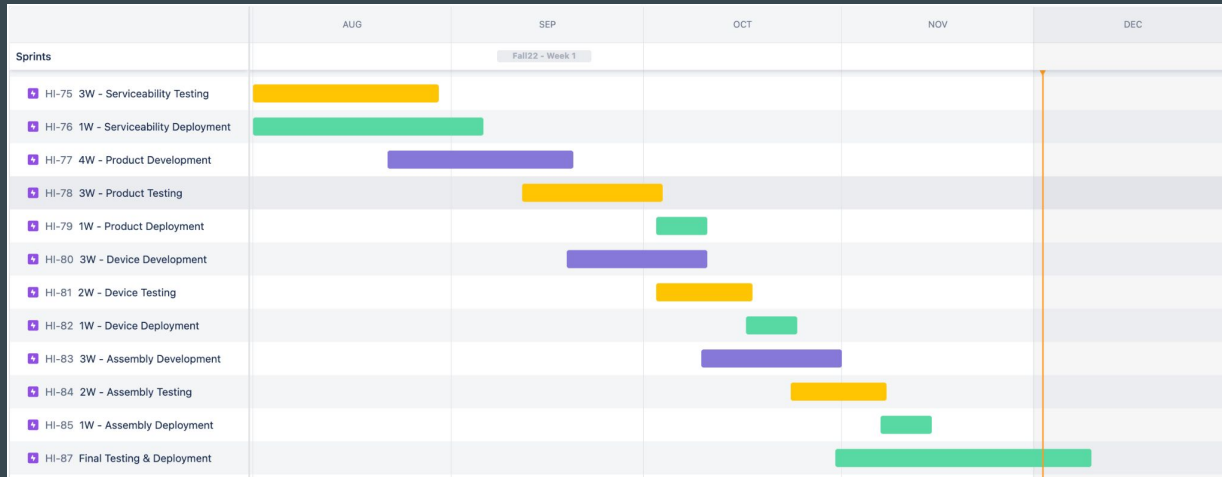 AUG SEP OCT NOV DEC
Sprints Fall22 - Week 1
HI-75 3W - Serviceability Testing
HI-76 1W - Serviceability Deployment
HI-77 4W - Product Development
HI-78 3W - Product Testing
HI-79 1W - Product Deployment
HI-80 3W - Device Development
HI-81 2W - Device Testing
HI-82 1W - Device Deployment
HI-83 3W - Assembly Development
HI-84 2W - Assembly Testing
HI-85 1W - Assembly Deployment
HI-87 Final Testing & Deployment